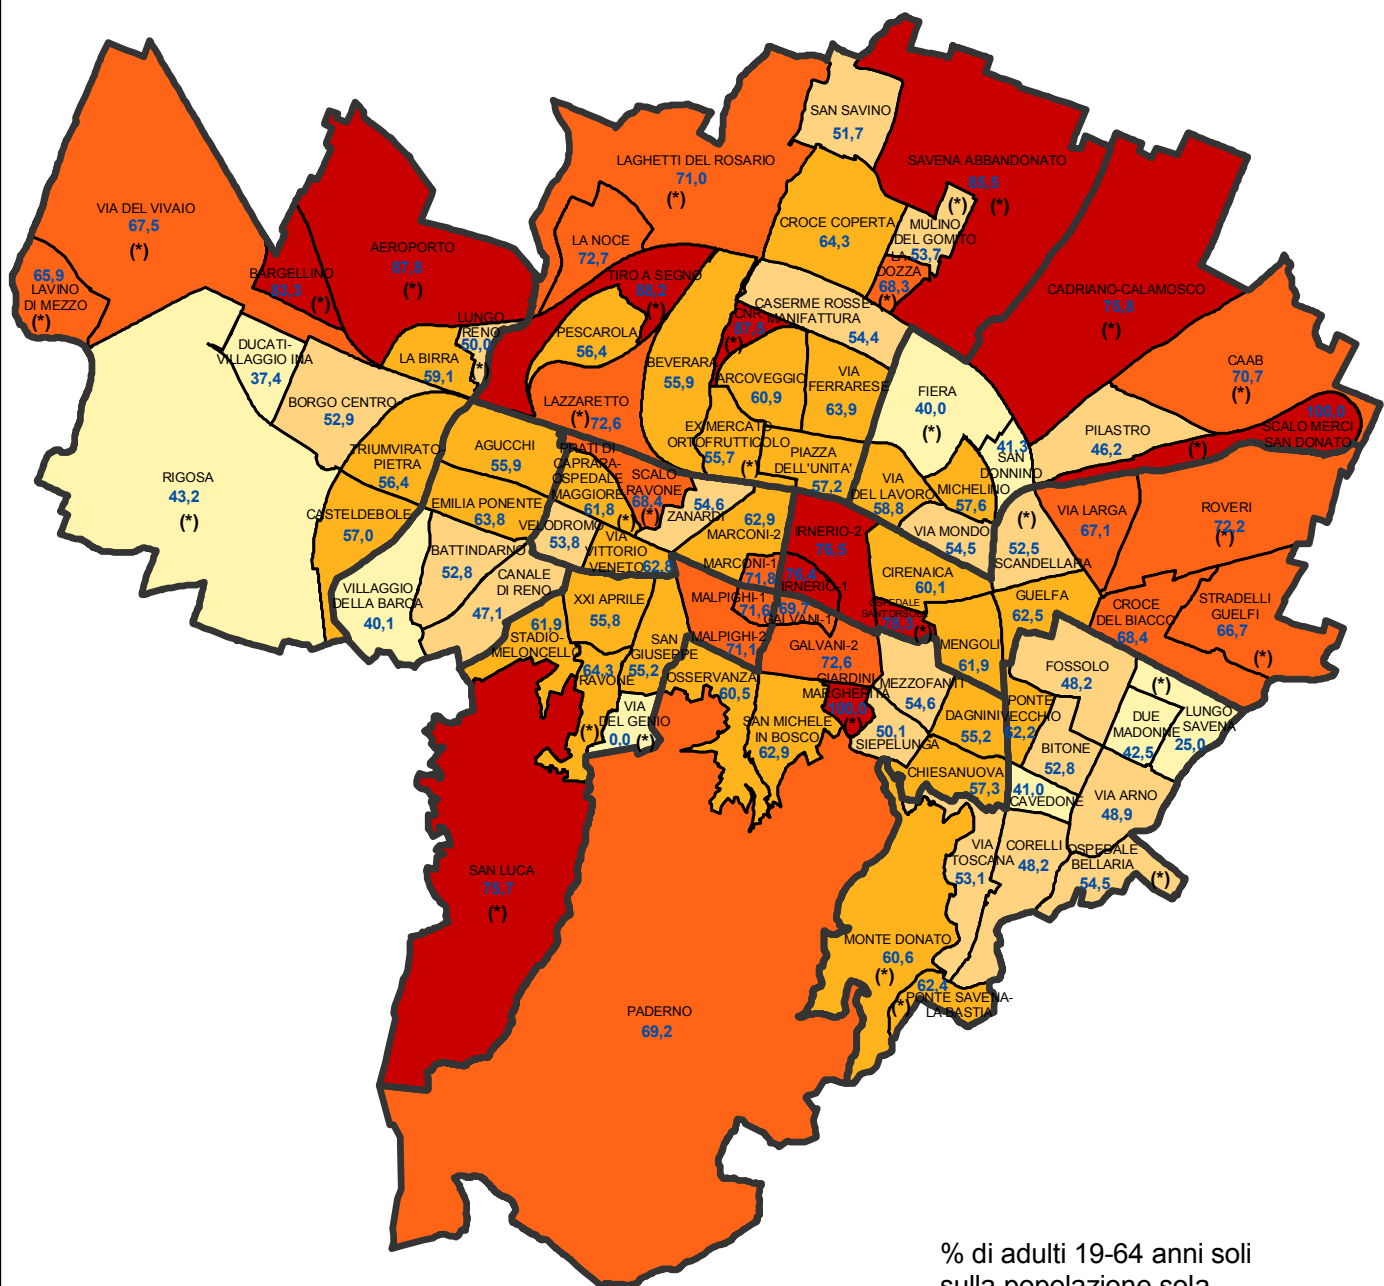 SAN SAVINO
51,7
LAGHETTI DEL ROSARIO
71,0
(*)
SAVENA ABBANDONATO
(*)
VIA DEL VIVAIO
67,5
(*)
AEROPORTO
(*)
BARGELLINO
83,3
(*)
65,9
LAVINO
DI MEZZO
(*)
LA NOCE
72,7
CROCE COPERTA
64,3
MULINO
DEL GOMITO
53,7
(*)
LA
DOZZA
68,3
(*)
TIRO A SEGNO
88,2
(*)
CADRIANO-CALAMOSCO
75,8
(*)
CASERME ROSSE-
MANIFATTURA
54,4
CNR
87,5
(*)
LUNGO
RENO
50,0
(*)
DUCATI-
VILLAGGIO INA
37,4
LA BIRRA
59,1
PESCAROLA
56,4
BEVERARA
55,9
ARCOVEGGIO
60,9
VIA
FERRARESE
63,9
FIERA
40,0
(*)
CAAB
70,7
(*)
BORGO CENTRO
52,9
LAZZARETTO
(*)
72,6
100,0
SCALO MERCI
SAN DONATO
(*)
PILASTRO
46,2
41,3
SAN
DONNINO
EX MERCATO
ORTOFRUTTICOLO
55,7
(*)
PIAZZA
DELL'UNITA'
57,2
TRIUMVIRATO-
PIETRA
56,4
AGUCCHI
55,9
PRATI DI
CAPRARA-
OSPEDALE
MAGGIORE
61,8
(*)
SCALO
RAVONE
68,4
(*)
54,6
ZANARDI
RIGOSA
43,2
(*)
CASTELDEBOLE
57,0
EMILIA PONENTE
63,8
VIA
DEL LAVORO
58,8
MICHELINO
57,6
VIA LARGA
67,1
ROVERI
72,2
(*)
VELODROMO
53,8
VIA
VITTORIO
VENETO
62,8
62,9
MARCONI-2
IRNERIO-2
76,5
VIA MONDO
54,5
(*)
52,5
SCANDELLARA
BATTINDARNO
52,8
CANALE
DI RENO
47,1
MARCONI-1
71,8
76,4
IRNERIO-1
CIRENAICA
60,1
VILLAGGIO
DELLA BARCA
40,1
XXI APRILE
55,8
MALPIGHI-1
71,6
69,7
GALVANI-1
OSPEDALE
SANT'ORSOLA
(*)
GUELFA
62,5
CROCE
DEL BIACCO
68,4
STRADELLI
GUELFI
66,7
(*)
61,9
STADIO-
MELONCELLO
SAN
GIUSEPPE
55,2
MALPIGHI-2
71,1
GALVANI-2
72,6
MENGOLI
61,9
FOSSOLO
48,2
(*)
64,3
RAVONE
(*)
OSSERVANZA
60,5
GIARDINI
MARGHERITA
100,0
(*)
MEZZOFANTI
54,6
VIA
DEL GENIO
0,0
(*)
SAN MICHELE
IN BOSCO
62,9
50,1
SIEPELUNGA
DAGNINI
55,2
PONTE
VECCHIO
52,2
BITONE
52,8
DUE
MADONNE
42,5
LUNGO
SAVENA
25,0
CHIESANUOVA
57,3
41,0
CAVEDONE
VIA ARNO
48,9
SAN LUCA
75,7
(*)
VIA
TOSCANA
53,1
CORELLI
48,2
OSPEDALE
BELLARIA
54,5
(*)
MONTE DONATO
60,6
(*)
62,4
(*)
PONTE SAVENA-
LA BASTIA
PADERNO
69,2
% di adulti 19-64 anni soli
sulla popolazione sola